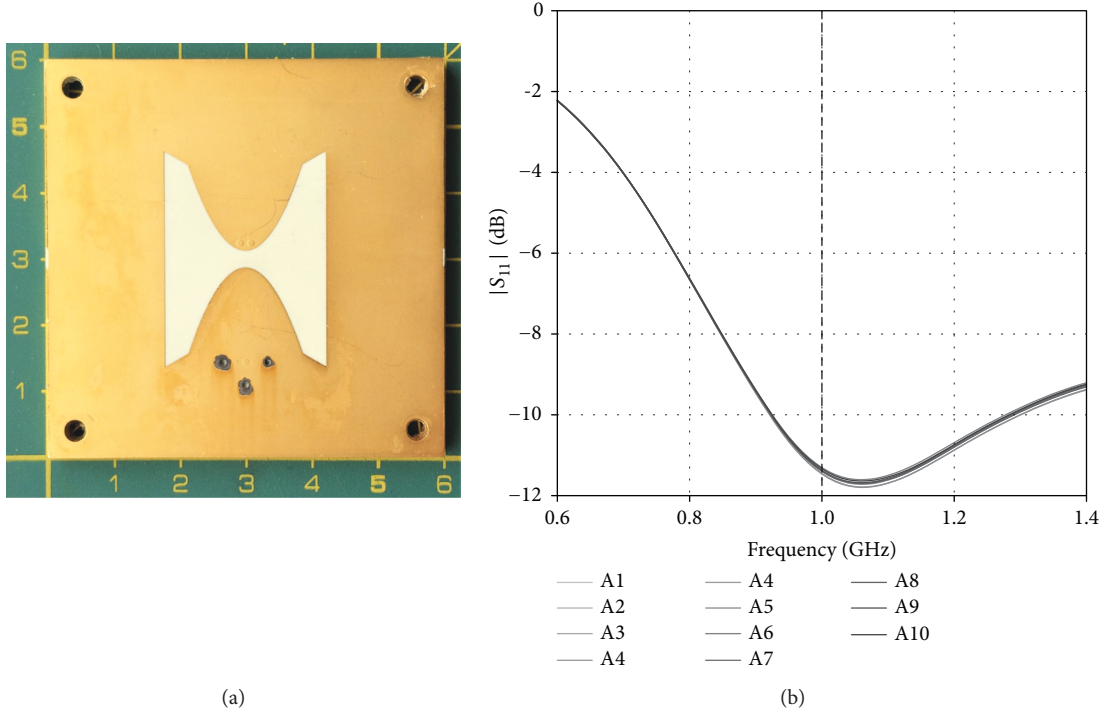 6
5
4
3
2
1
1 2 3 4 5 6
0
-2
−4
−6
−8
−10
−12
|S11| (dB)
0.6 0.8 1.0 1.2 1.4
Frequency (GHz)
A1 A4 A8
A2 A5 A9
A3 A6 A10
A4 A7
(a) (b)